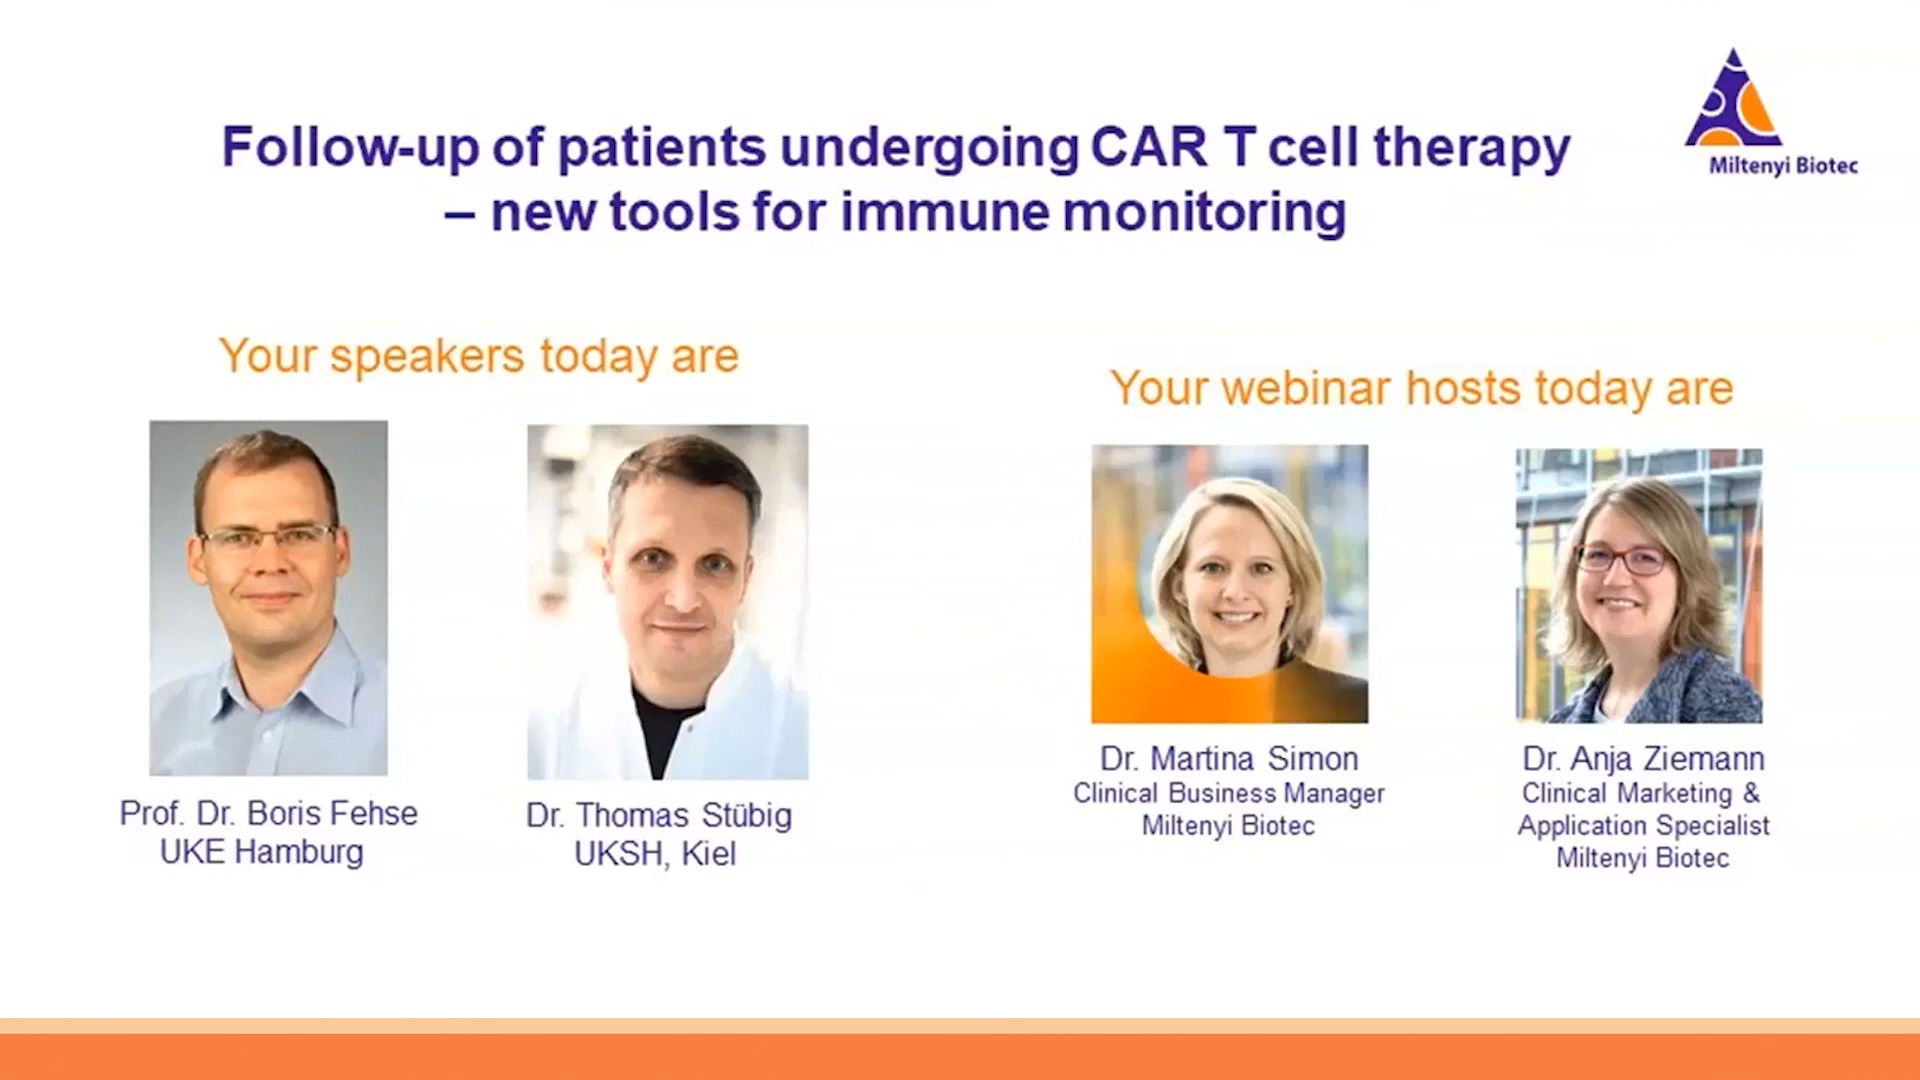 Follow-up of patients undergoing CAR T cell therapy
– new tools for immune monitoring
Miltenyi Biotec
Your speakers today are
Prof. Dr. Boris Fehse
UKE Hamburg
Dr. Thomas Stübig
UKSH, Kiel
Your webinar hosts today are
Dr. Martina Simon
Clinical Business Manager
Miltenyi Biotec
Dr. Anja Ziemann
Clinical Marketing &
Application Specialist
Miltenyi Biotec